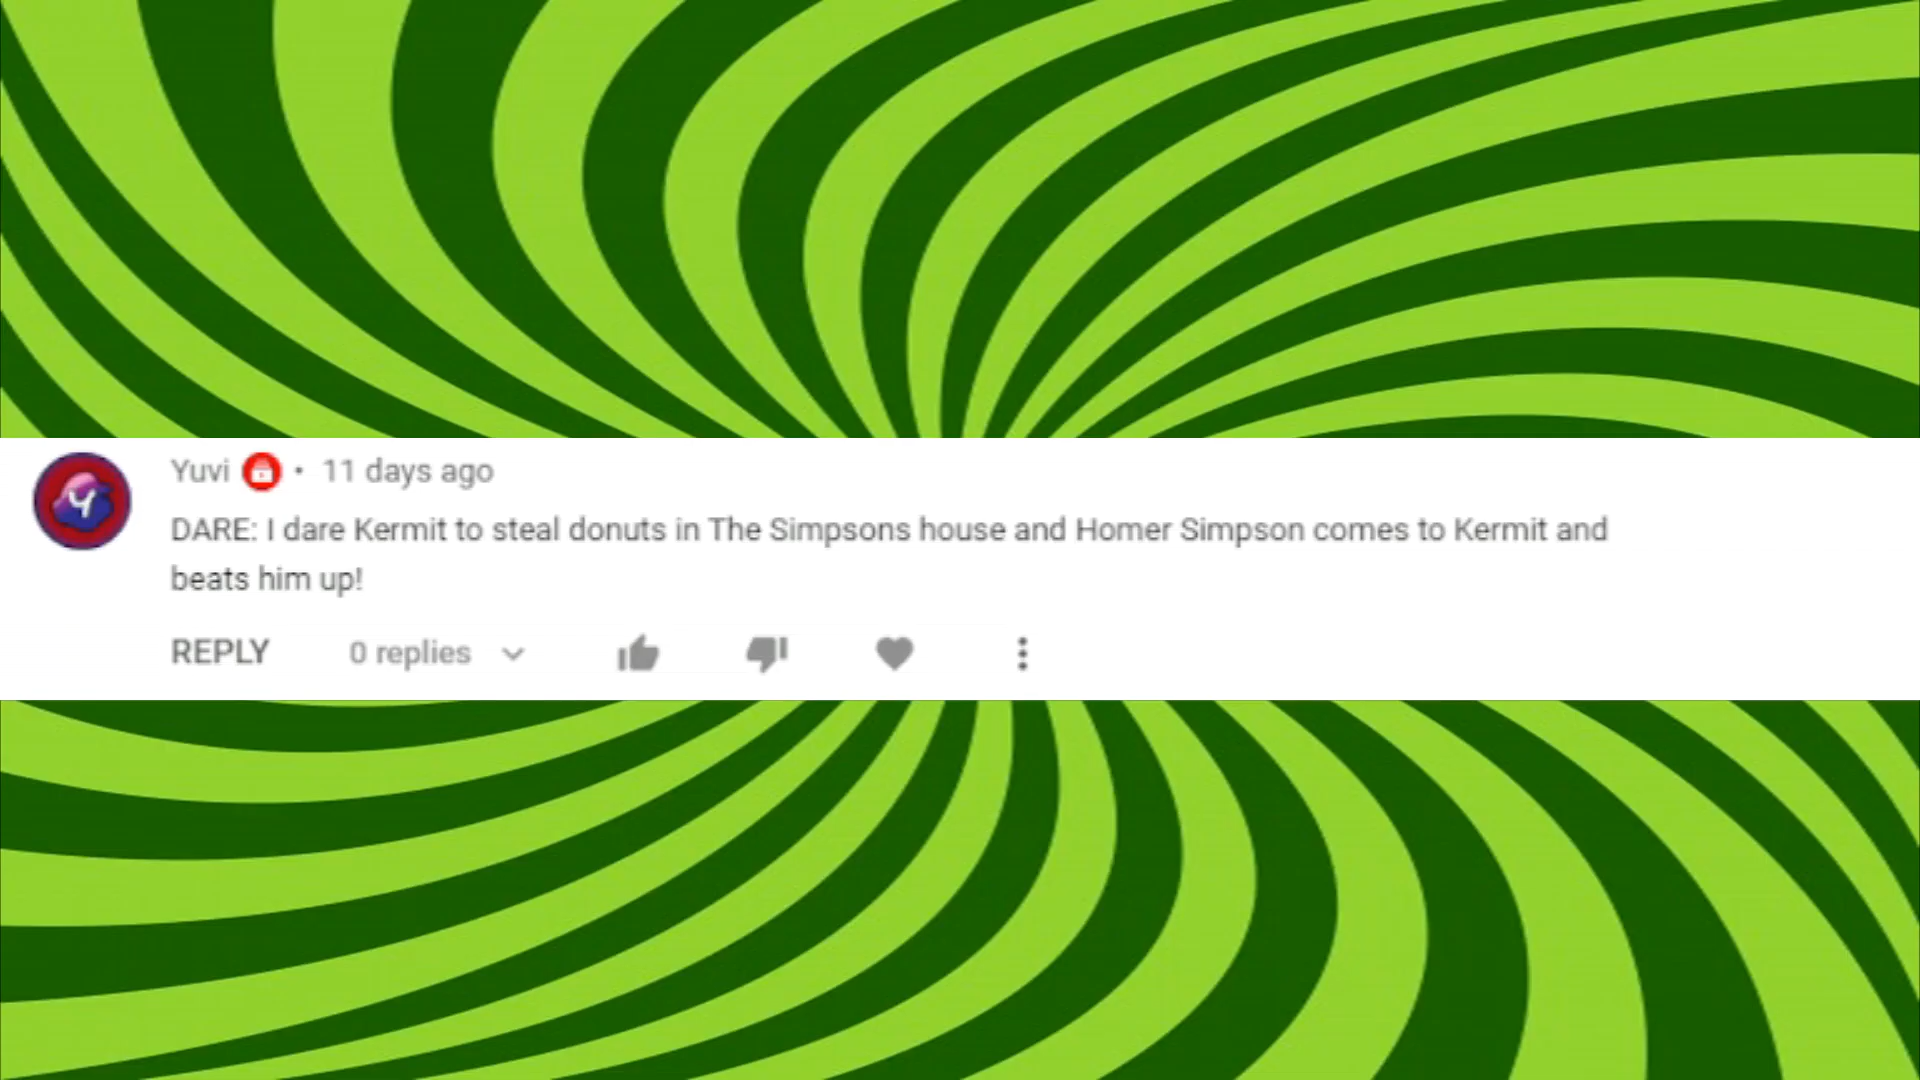 Yuvi • 11 days ago
DARE: I dare Kermit to steal donuts in The Simpsons house and Homer Simpson comes to Kermit and
beats him up!
REPLY 0 replies